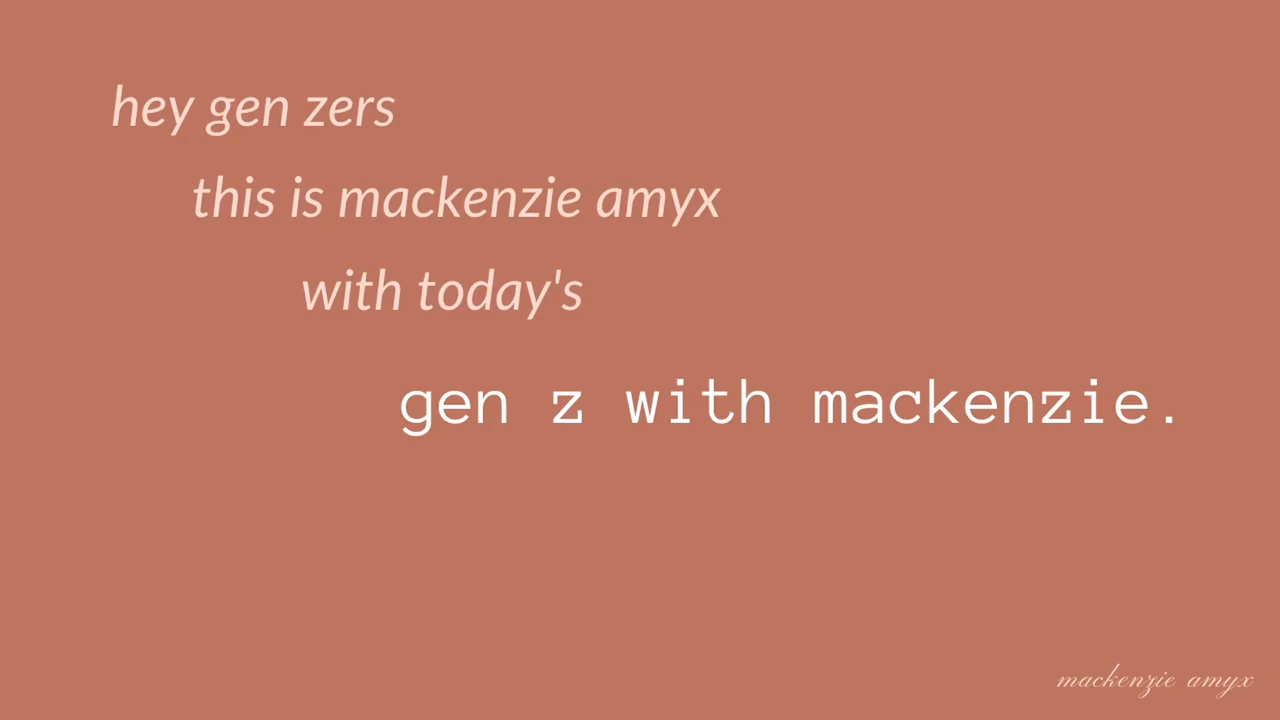 hey gen zers
this is mackenzie amyx
with today's
gen z with mackenzie.
mackenzie amyx